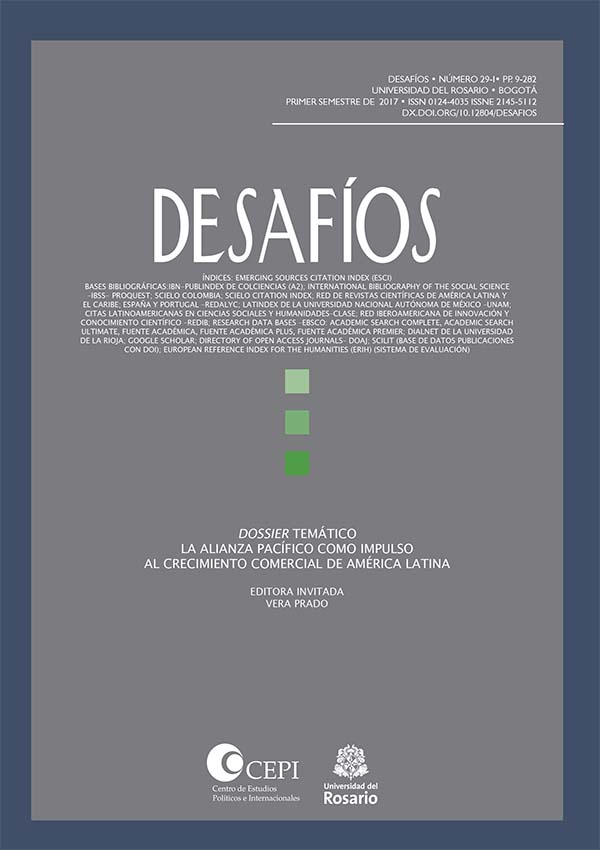 DESAFÍOS • NÚMERO 29-I• PP. 9-282
UNIVERSIDAD DEL ROSARIO • BOGOTÁ
PRIMER SEMESTRE DE 2017 • ISSN 0124-4035 ISSNE 2145-5112
DX.DOI.ORG/10.12804/DESAFIOS
DESAFÍOS
ÍNDICES: EMERGING SOURCES CITATION INDEX (ESCI)
BASES BIBLIOGRÁFICAS:IBN-PUBLINDEX DE COLCIENCIAS (A2); INTERNATIONAL BIBLIOGRAPHY OF THE SOCIAL SCIENCE
-IBSS- PROQUEST; SCIELO COLOMBIA; SCIELO CITATION INDEX; RED DE REVISTAS CIENTÍFICAS DE AMÉRICA LATINA Y
EL CARIBE, ESPAÑA Y PORTUGAL -REDALYC; LATINDEX DE LA UNIVERSIDAD NACIONAL AUTÓNOMA DE MÉXICO -UNAM;
CITAS LATINOAMERICANAS EN CIENCIAS SOCIALES Y HUMANIDADES-CLASE; RED IBEROAMERICANA DE INNOVACIÓN Y
CONOCIMIENTO CIENTÍFICO -REDIB; RESEARCH DATA BASES -EBSCO: ACADEMIC SEARCH COMPLETE, ACADEMIC SEARCH
ULTIMATE, FUENTE ACADÉMICA, FUENTE ACADÉMICA PLUS, FUENTE ACADÉMICA PREMIER; DIALNET DE LA UNIVERSIDAD
DE LA RIOJA, GOOGLE SCHOLAR; DIRECTORY OF OPEN ACCESS JOURNALS- DOAJ; SCILIT (BASE DE DATOS PUBLICACIONES
CON DOI); EUROPEAN REFERENCE INDEX FOR THE HUMANITIES (ERIH) (SISTEMA DE EVALUACIÓN)
DOSSIER TEMÁTICO
LA ALIANZA PACÍFICO COMO IMPULSO
AL CRECIMIENTO COMERCIAL DE AMÉRICA LATINA
EDITORA INVITADA
VERA PRADO
CEPI
Centro de Estudios
Políticos e Internacionales
Universidad del
Rosario